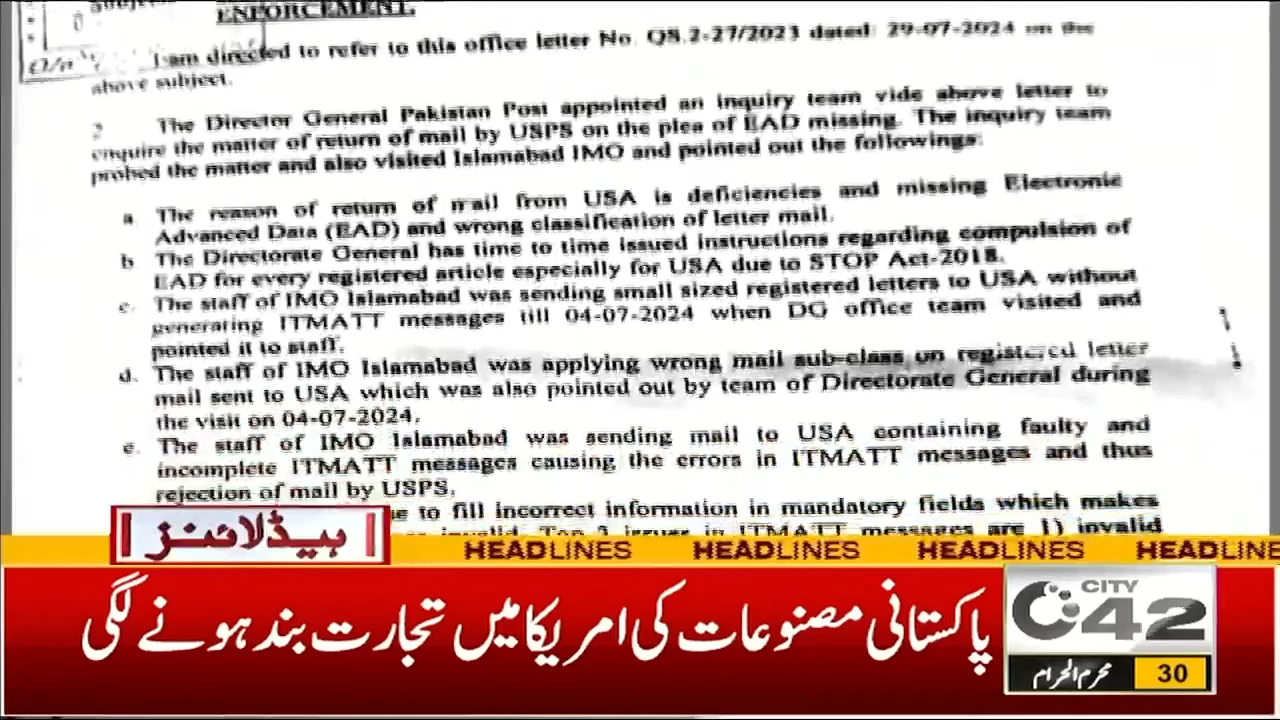 ENFORCEMENT.
I am directed to refer to this office letter No. QS.2-27/2023 dated: 29-07-2024 on the
above subject.
2 The Director General Pakistan Post appointed an inquiry team vide above letter to
enquire the matter of return of mail by USPS on the plea of EAD missing. The inquiry team
probed the matter and also visited Islamabad IMO and pointed out the followings:
a. The reason of return of mail from USA is deficiencies and missing Electronic
Advanced Data (EAD) and wrong classification of letter mail.
b. The Directorate General has time to time issued instructions regarding compulsion of
EAD for every registered article especially for USA due to STOP Act-2018.
c. The staff of IMO Islamabad was sending small sized registered letters to USA without
generating ITMATT messages till 04-07-2024 when DG office team visited and
pointed it to staff.
d. The staff of IMO Islamabad was applying wrong mail sub-class on registered letter
mail sent to USA which was also pointed out by team of Directorate General during
the visit on 04-07-2024.
e. The staff of IMO Islamabad was sending mail to USA containing faulty and
incomplete ITMATT messages causing the errors in ITMATT messages and thus
rejection of mail by USPS.
to fill incorrect information in mandatory fields which makes
invalid. Top 3 issues in ITMATT messages are 1) invalid
ہیڈلائنز
HEADLINES HEADLINES HEADLINES HEADLINE
پاکستانی مصنوعات کی امریکا میں تجارت بند ہونے لگی
CITY
42
30 محرم الحرام